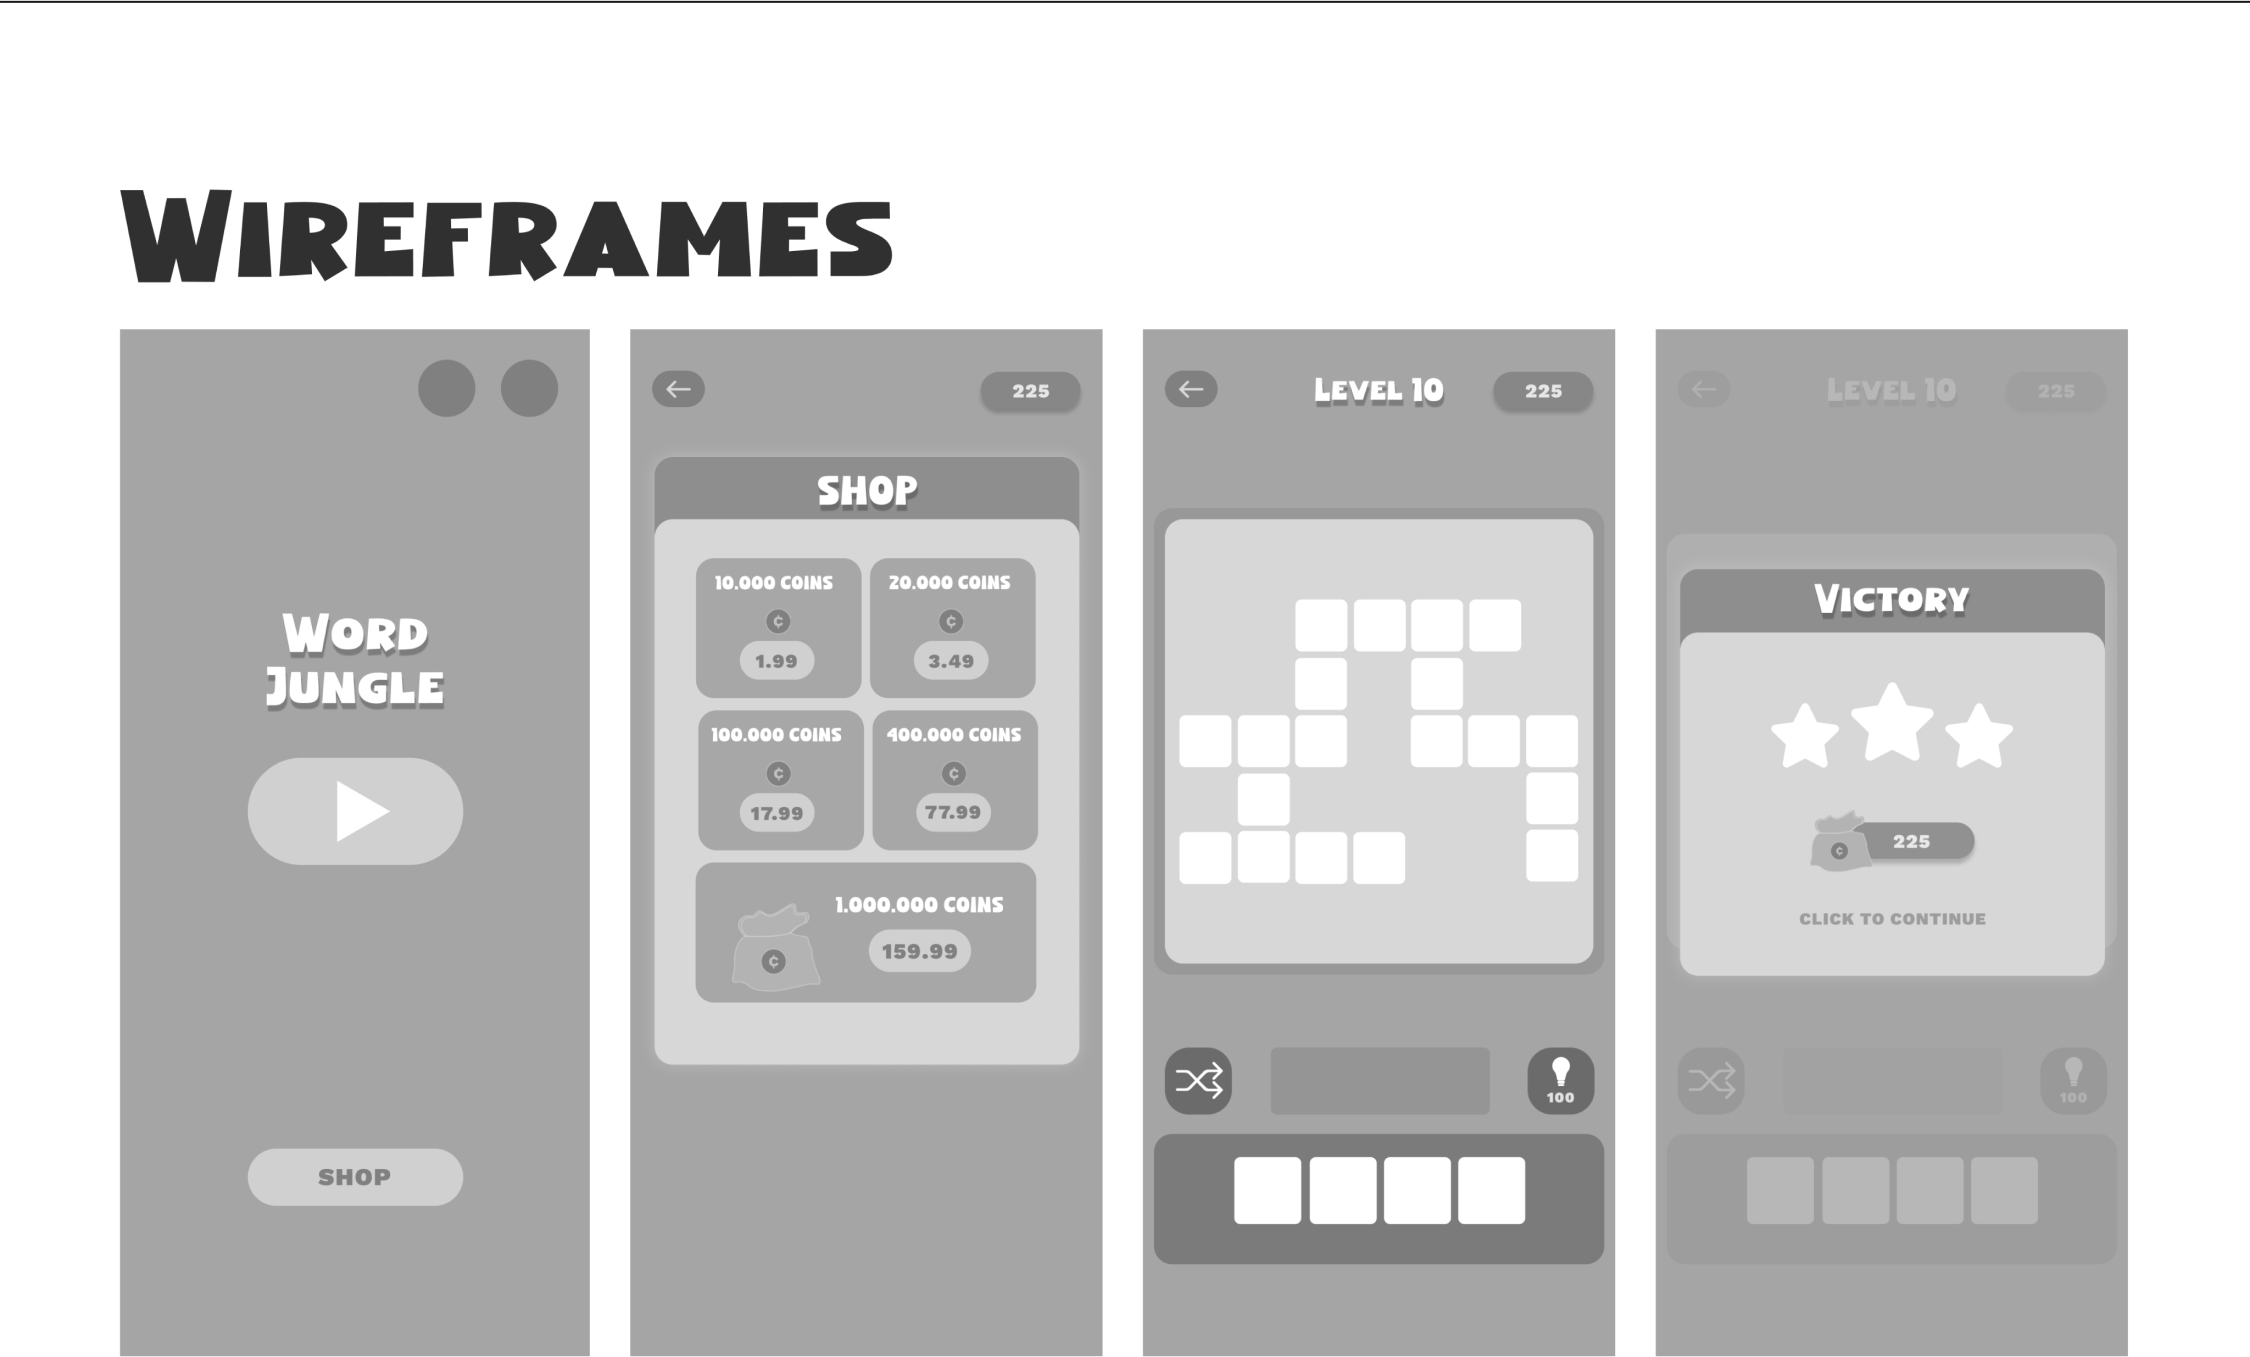 WIREFRAMES
WORD
JUNGLE
SHOP
225
SHOP
10.000 COINS
¢
1.99
20.000 COINS
¢
3.49
100.000 COINS
¢
17.99
400.000 COINS
¢
77.99
1.000.000 COINS
¢
159.99
LEVEL 10
225
100
LEVEL 10
225
VICTORY
¢
225
CLICK TO CONTINUE
100